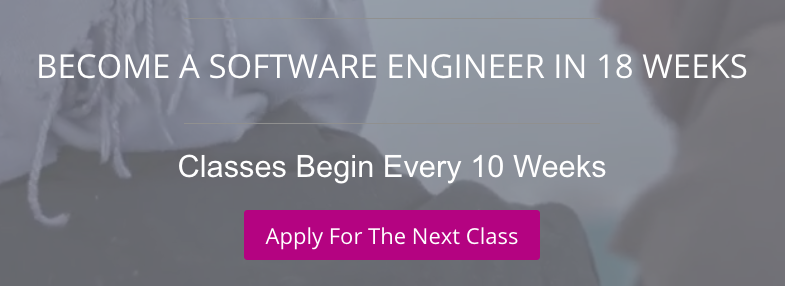 BECOME A SOFTWARE ENGINEER IN 18 WEEKS
Classes Begin Every 10 Weeks
Apply For The Next Class